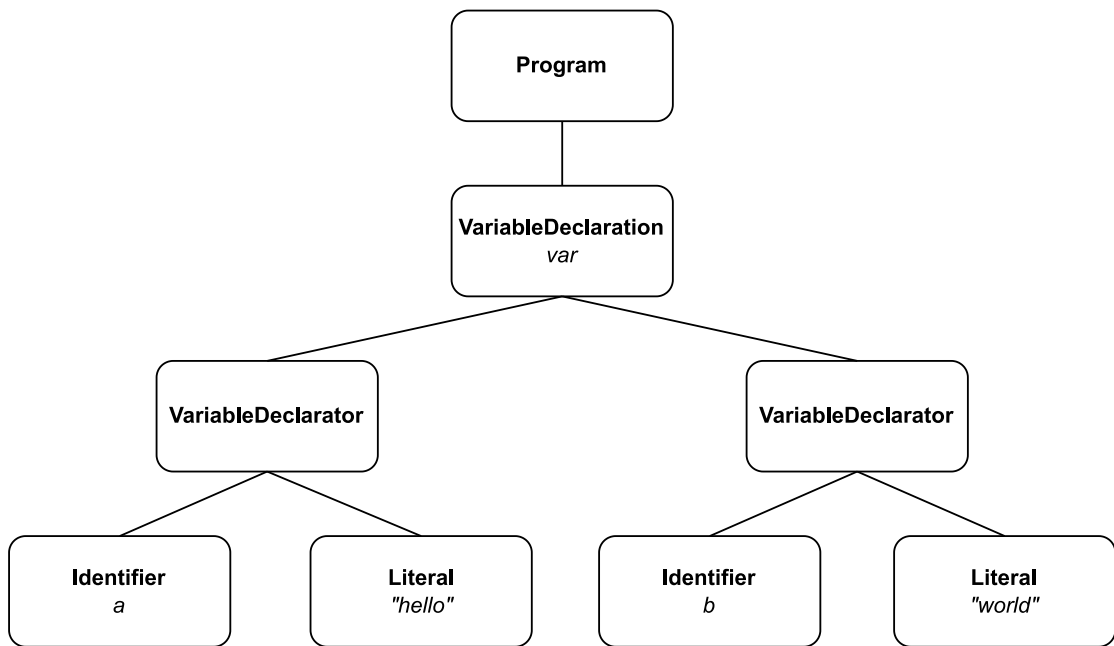 Program
VariableDeclaration
var
VariableDeclarator
VariableDeclarator
Identifier
a
Literal
"hello"
Identifier
b
Literal
"world"